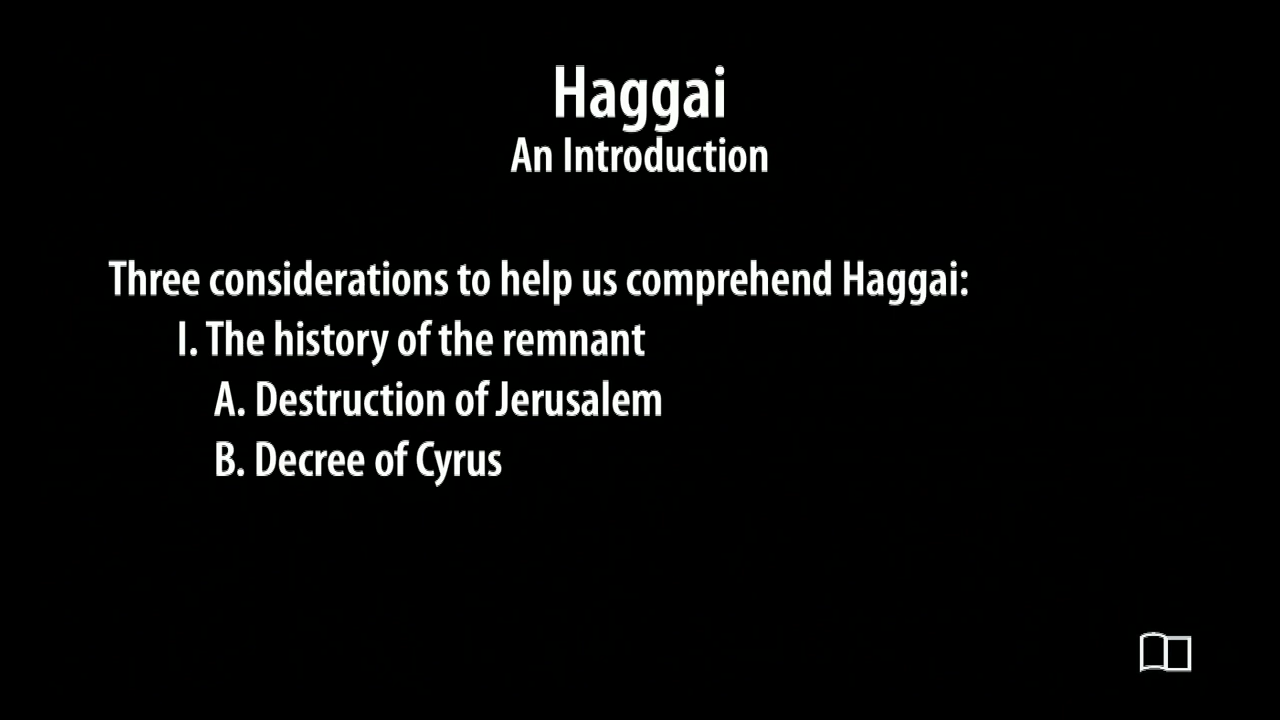 Haggai
An Introduction
Three considerations to help us comprehend Haggai:
I. The history of the remnant
A. Destruction of Jerusalem
B. Decree of Cyrus